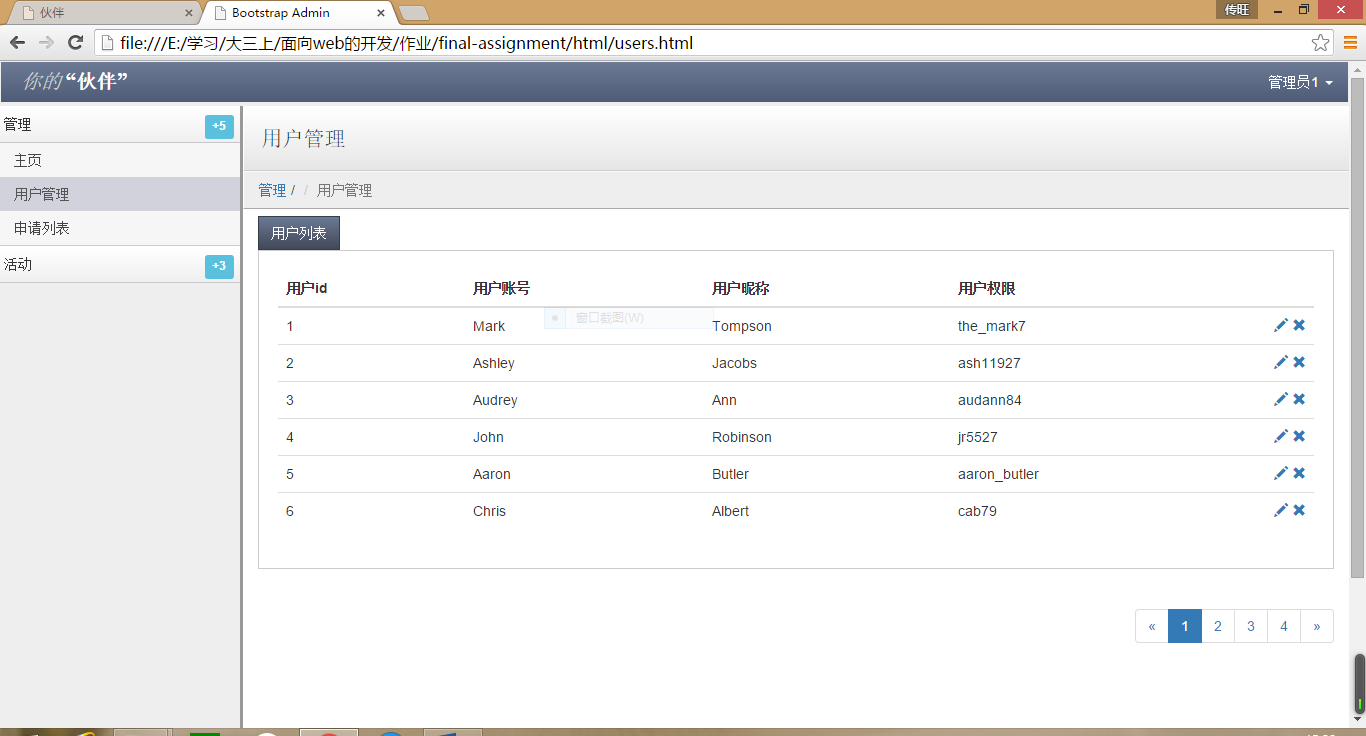 伙伴
Bootstrap Admin
传旺
file:///E:/学习/大三上/面向web的开发/作业/final-assignment/html/users.html
你的“伙伴”
管理员1
管理 +5
主页
用户管理
申请列表
活动 +3
用户管理
管理 / / 用户管理
用户列表
用户id 用户账号 用户昵称 用户权限
窗口截图(W)
1 Mark Tompson the_mark7
2 Ashley Jacobs ash11927
3 Audrey Ann audann84
4 John Robinson jr5527
5 Aaron Butler aaron_butler
6 Chris Albert cab79
« 1 2 3 4 »